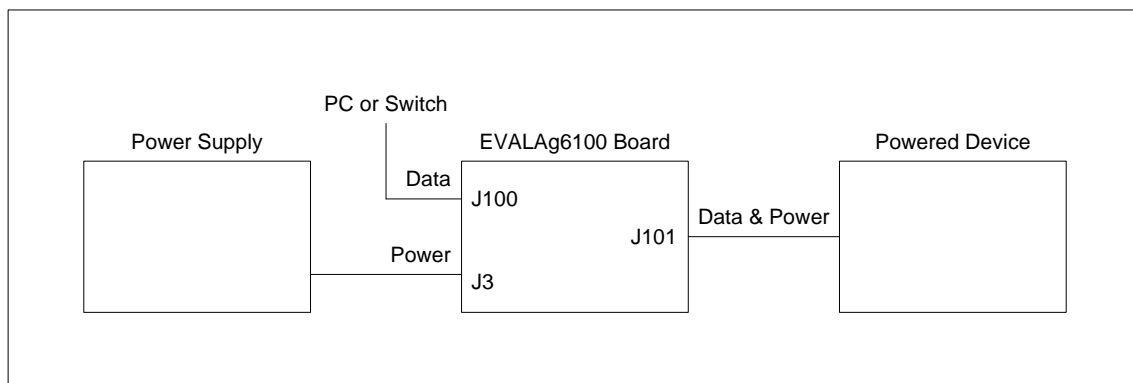 PC or Switch
Power Supply
EVALAg6100 Board
Powered Device
Data
J100
Data & Power
J101
Power
J3